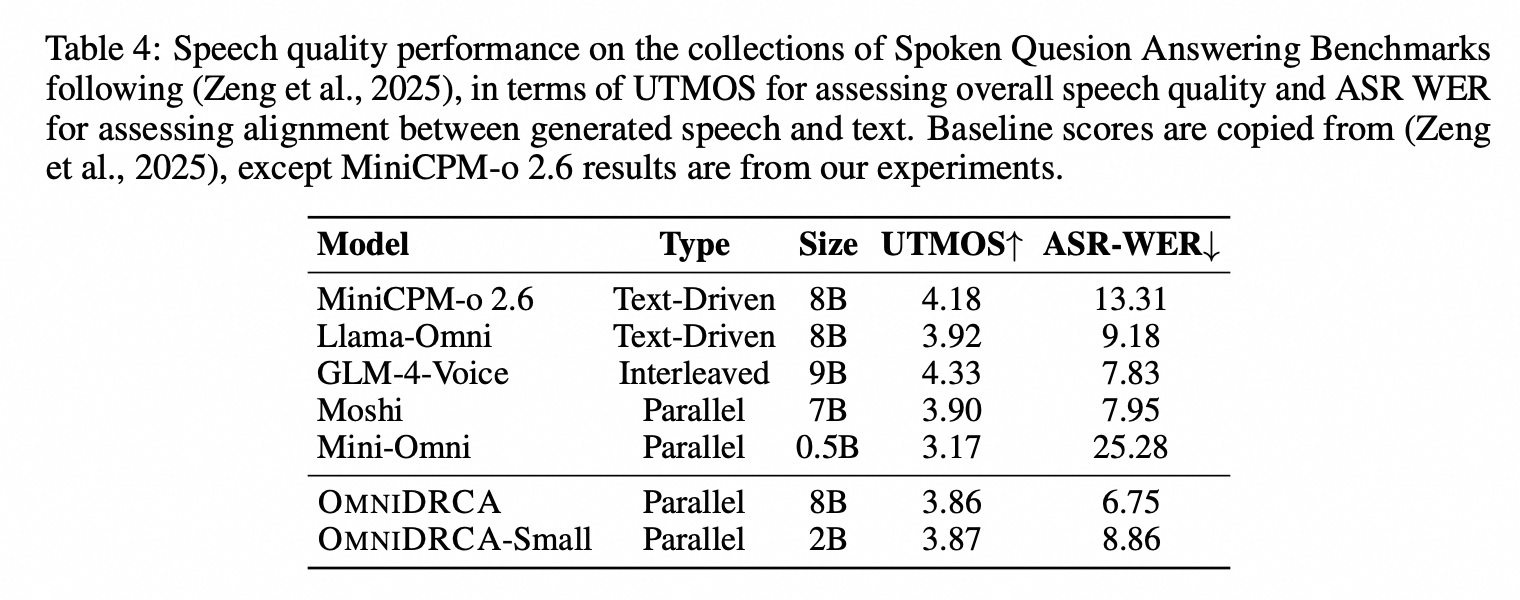 Table 4: Speech quality performance on the collections of Spoken Quesion Answering Benchmarks
following (Zeng et al., 2025), in terms of UTMOS for assessing overall speech quality and ASR WER
for assessing alignment between generated speech and text. Baseline scores are copied from (Zeng
et al., 2025), except MiniCPM-o 2.6 results are from our experiments.
Model Type Size UTMOS↑ ASR-WER↓
MiniCPM-o 2.6 Text-Driven 8B 4.18 13.31
Llama-Omni Text-Driven 8B 3.92 9.18
GLM-4-Voice Interleaved 9B 4.33 7.83
Moshi Parallel 7B 3.90 7.95
Mini-Omni Parallel 0.5B 3.17 25.28
OMNIDRCA Parallel 8B 3.86 6.75
OMNIDRCA-Small Parallel 2B 3.87 8.86